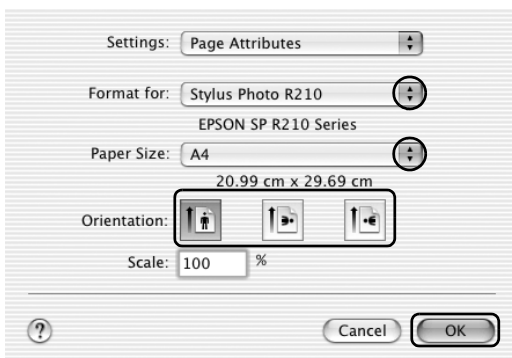 Settings: Page Attributes
Format for: Stylus Photo R210
EPSON SP R210 Series
Paper Size: A4
20.99 cm x 29.69 cm
Orientation:
Scale: 100 %
? Cancel OK